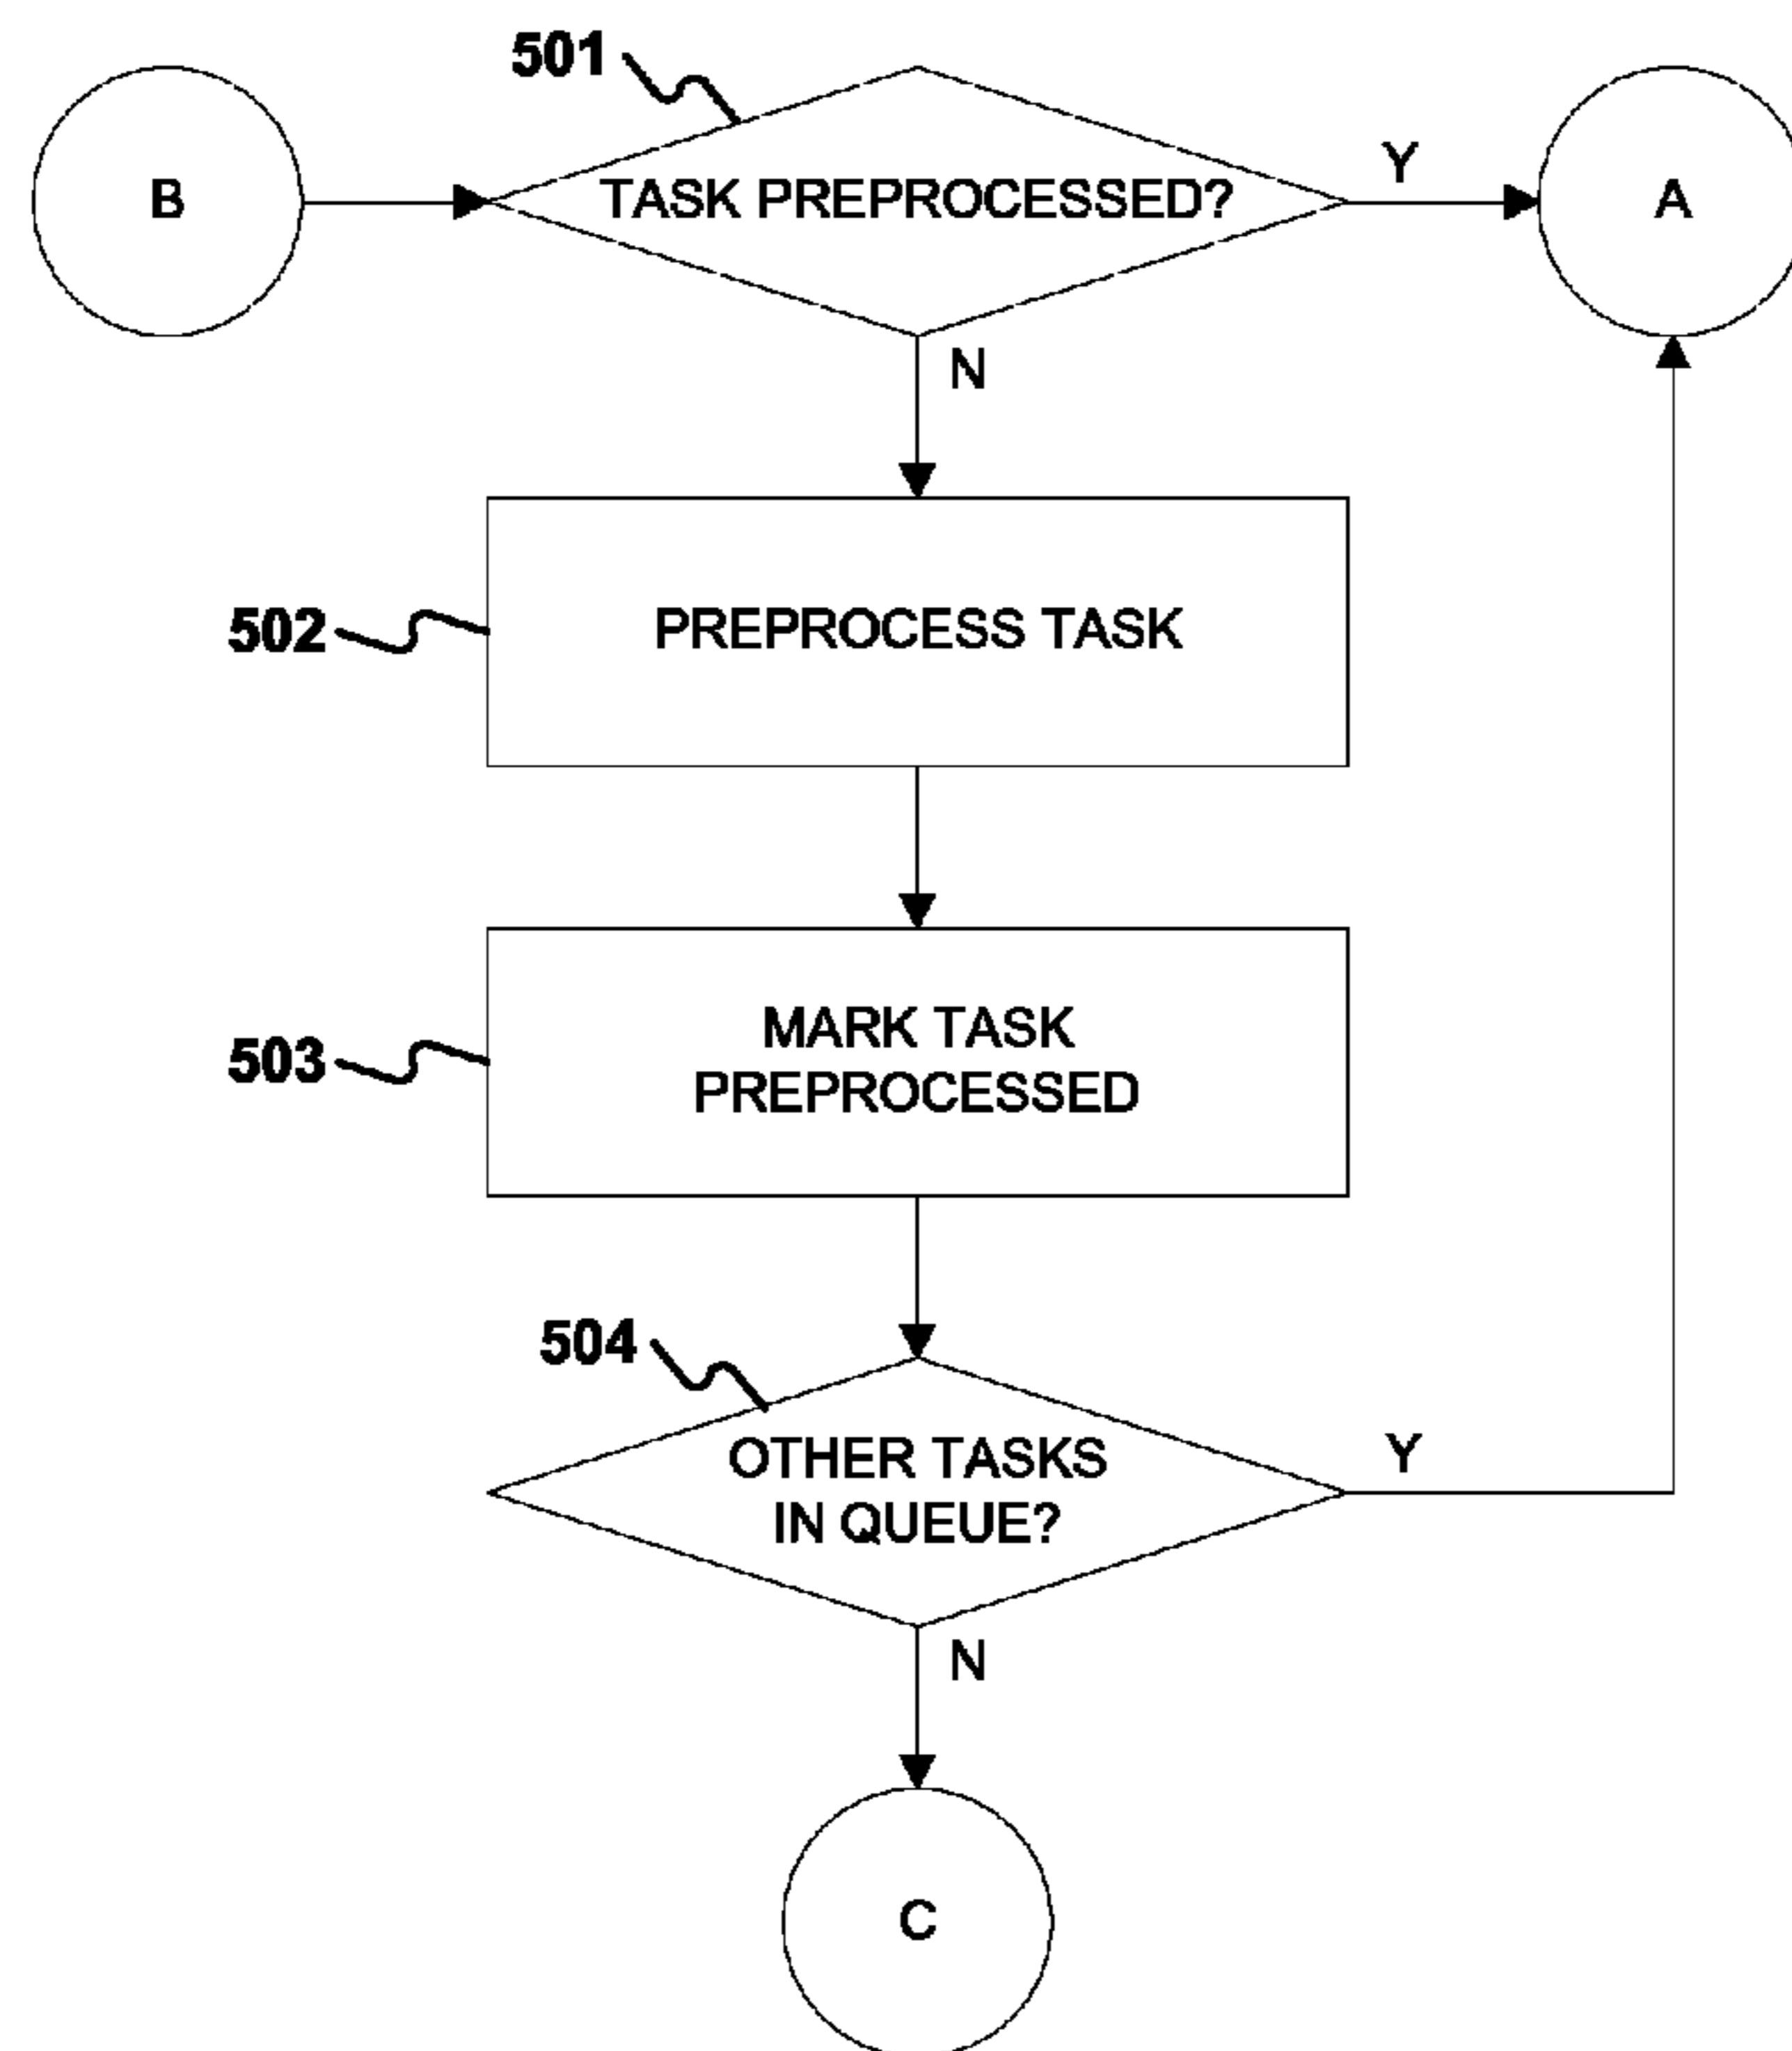 501
B
TASK PREPROCESSED?
Y
A
N
502
PREPROCESS TASK
503
MARK TASK
PREPROCESSED
504
OTHER TASKS
IN QUEUE?
Y
N
C